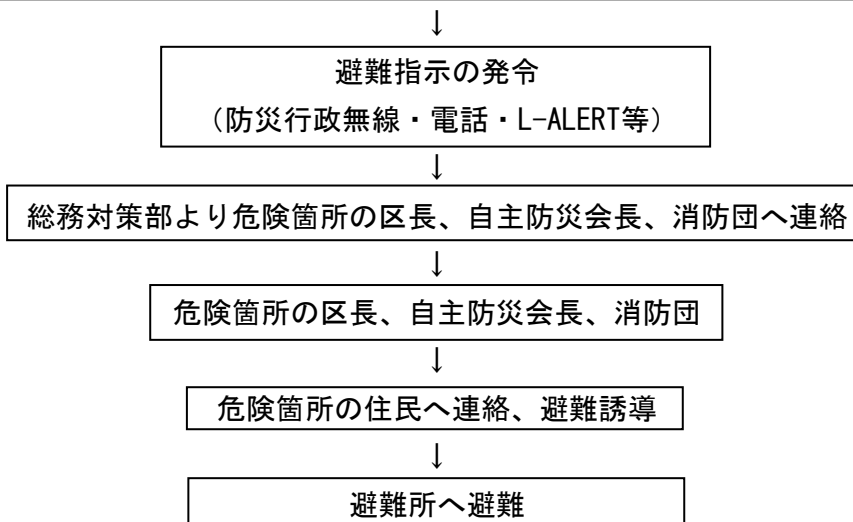 ↓
避難指示の発令
（防災行政無線・電話・L-ALERT等）
↓
総務対策部より危険箇所の区長、自主防災会長、消防団へ連絡
↓
危険箇所の区長、自主防災会長、消防団
↓
危険箇所の住民へ連絡、避難誘導
↓
避難所へ避難